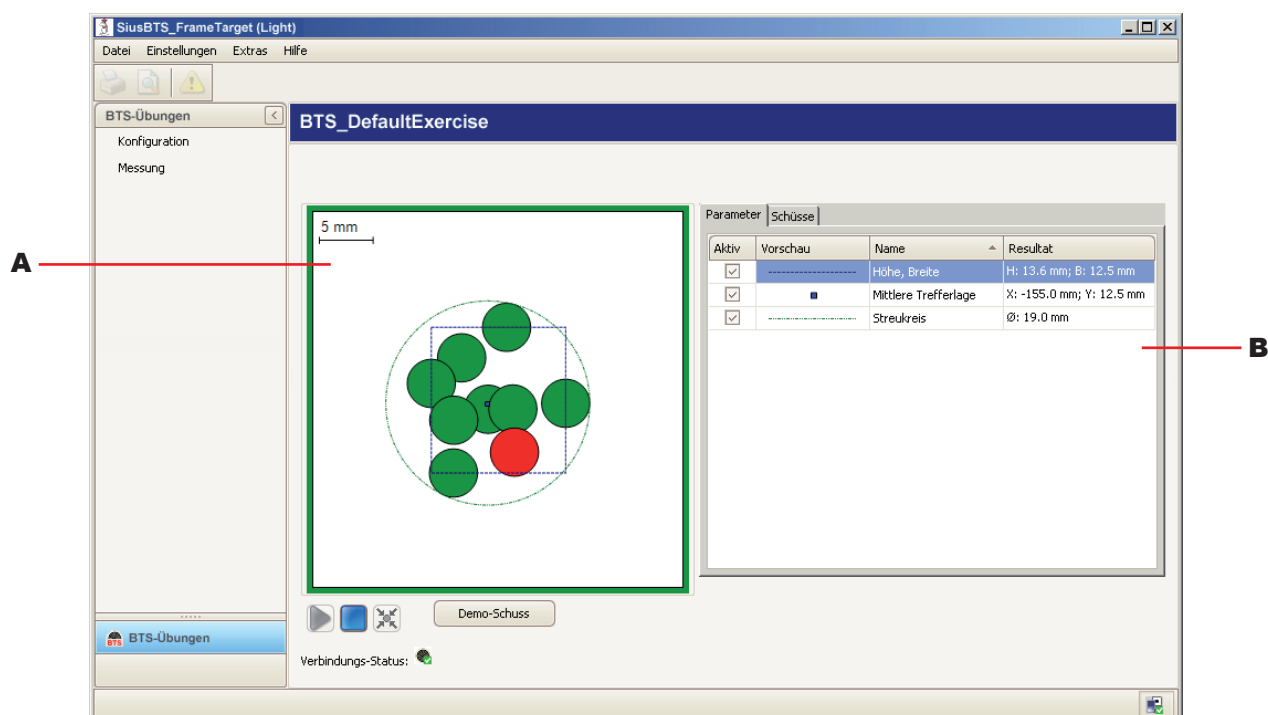 SiusBTS_FrameTarget (Light)
Datei Einstellungen Extras Hilfe
BTS-Übungen
Konfiguration
Messung
BTS_DefaultExercise
5 mm
A
Parameter Schüsse
Aktiv Vorschau Name Resultat
Höhe, Breite H: 13.6 mm; B: 12.5 mm
Mittlere Trefferlage X: -155.0 mm; Y: 12.5 mm
Streukreis Ø: 19.0 mm
B
Demo-Schuss
BTS BTS-Übungen
Verbindungs-Status: